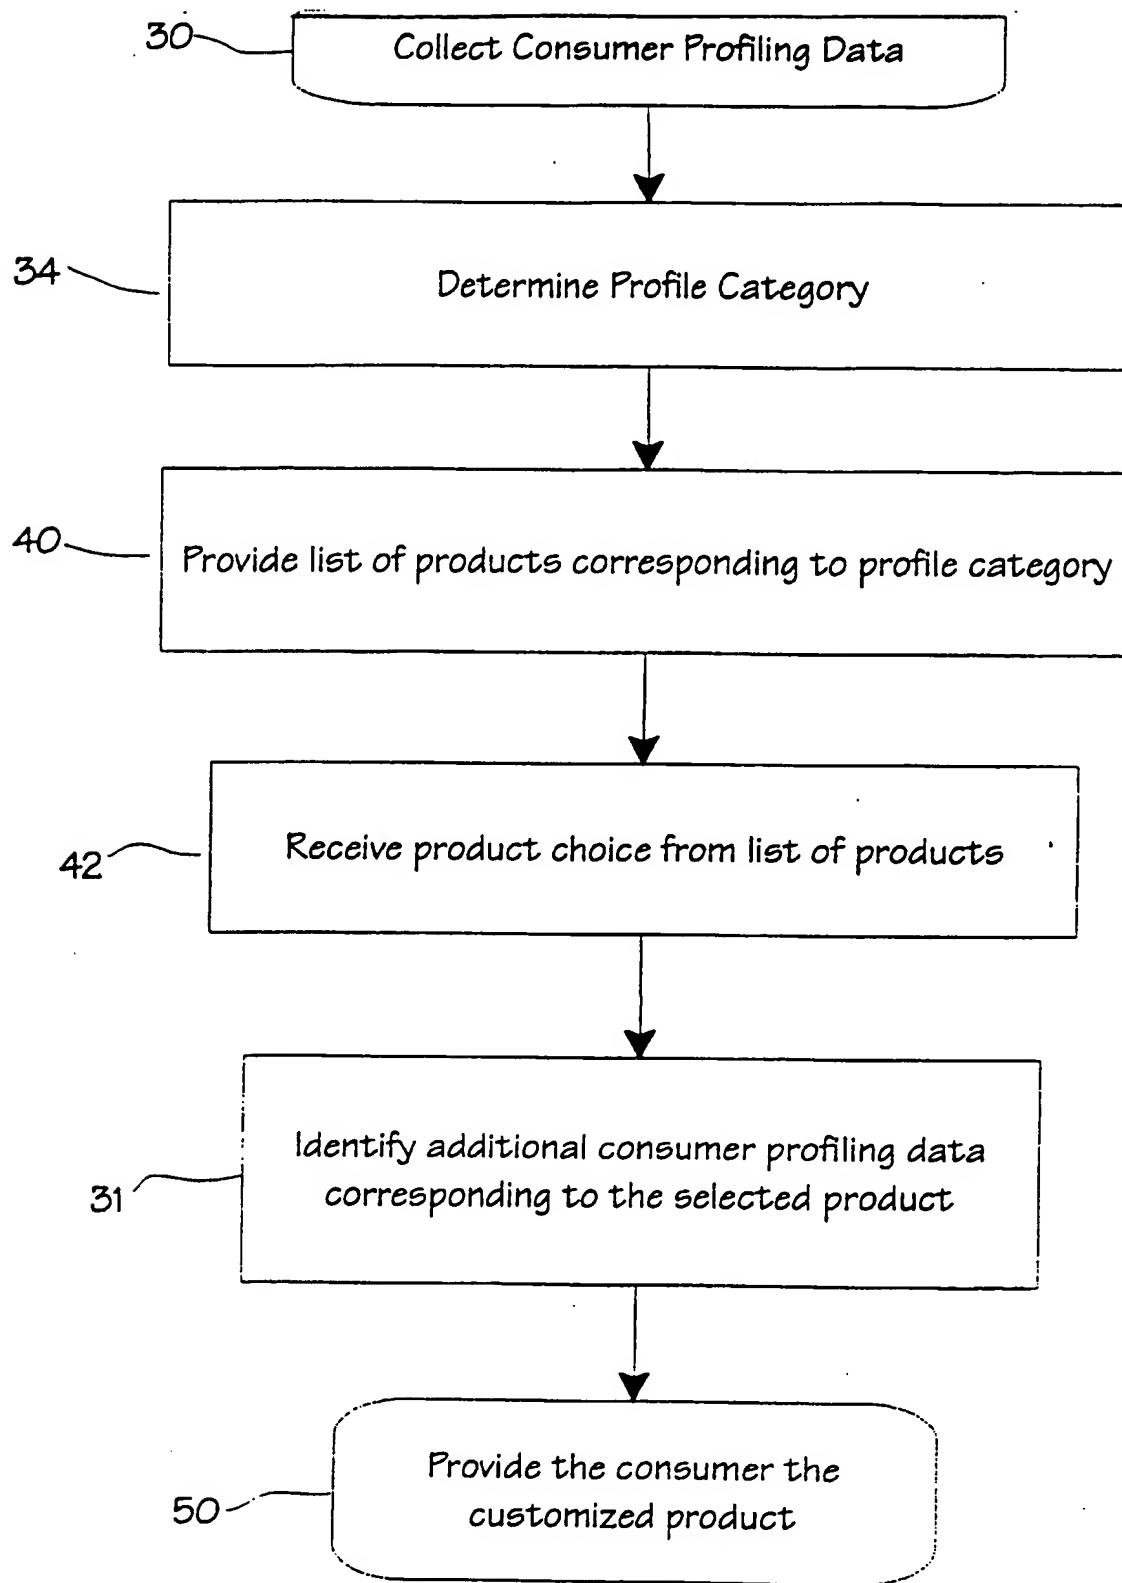 30
Collect Consumer Profiling Data
34
Determine Profile Category
40
Provide list of products corresponding to profile category
42
Receive product choice from list of products
31
Identify additional consumer profiling data
corresponding to the selected product
50
Provide the consumer the
customized product